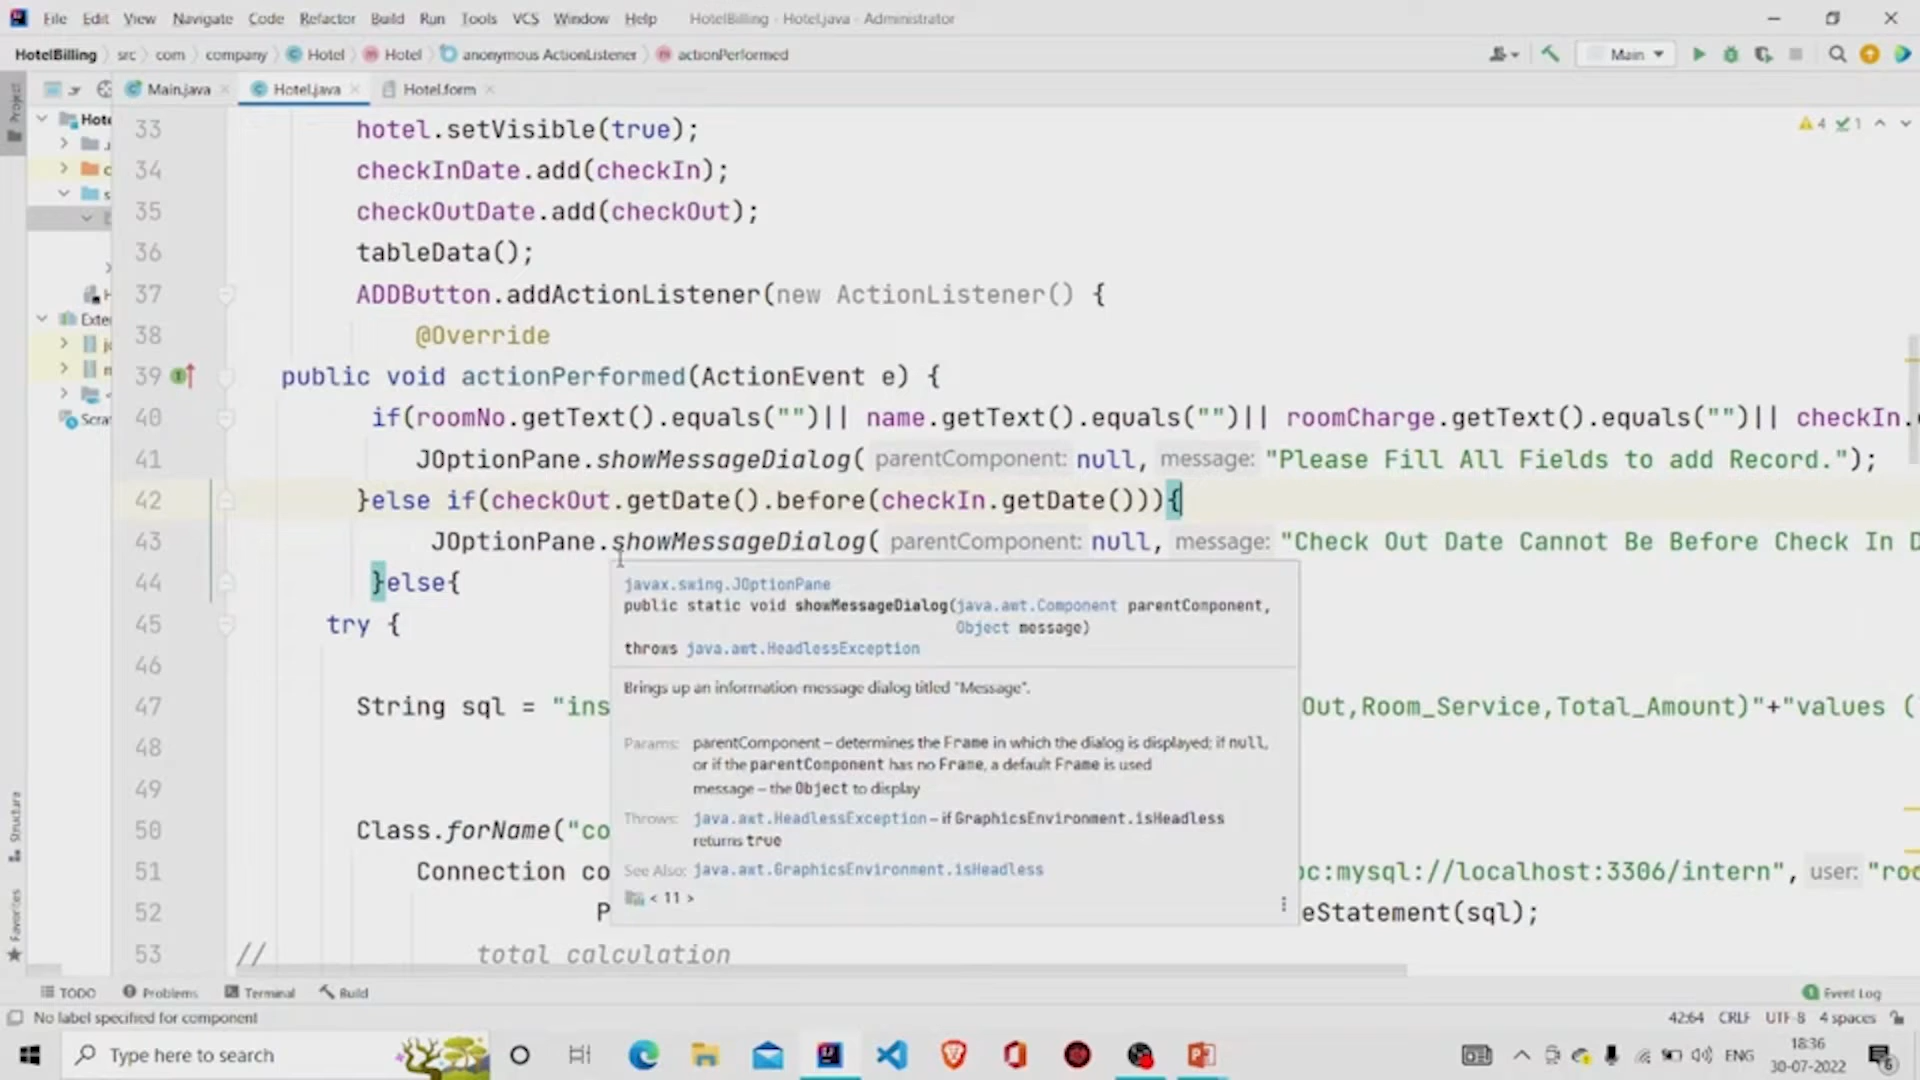 File Edit View Navigate Code Refactor Build Run Tools VCS Window Help HotelBilling - Hotel.java - Administrator
HotelBilling src com company Hotel Hotel anonymous ActionListener actionPerformed Main
Main.java Hotel.java Hotel.form
Project
Favorites
Structure
4 1
33 hotel.setVisible(true);
34 checkInDate.add(checkIn);
35 checkOutDate.add(checkOut);
36 tableData();
37 ADDButton.addActionListener(new ActionListener() {
38 @Override
39 public void actionPerformed(ActionEvent e) {
40 if(roomNo.getText().equals("")|| name.getText().equals("")|| roomCharge.getText().equals("")|| checkIn.
41 JOptionPane.showMessageDialog( parentComponent: null, message: "Please Fill All Fields to add Record.");
42 }else if(checkOut.getDate().before(checkIn.getDate())){
43 JOptionPane.showMessageDialog( parentComponent: null, message: "Check Out Date Cannot Be Before Check In D
44 }else{
45 try {
46
47 String sql = "ins Out,Room_Service,Total_Amount)"+"values (
48
49
50 Class.forName("co
51 Connection co oc:mysql://localhost:3306/intern", user: "roo
52 P eStatement(sql);
53 // total calculation
javax.swing.JOptionPane
public static void showMessageDialog(java.awt.Component parentComponent,
Object message)
throws java.awt.HeadlessException
Brings up an information-message dialog titled "Message".
Params: parentComponent – determines the Frame in which the dialog is displayed; if null,
or if the parentComponent has no Frame, a default Frame is used
message – the Object to display
Throws: java.awt.HeadlessException – if GraphicsEnvironment.isHeadless
returns true
See Also: java.awt.GraphicsEnvironment.isHeadless
< 11 >
TODO Problems Terminal Build Event Log
No label specified for component 42:64 CRLF UTF-8 4 spaces
Type here to search ENG 18:36
30-07-2022